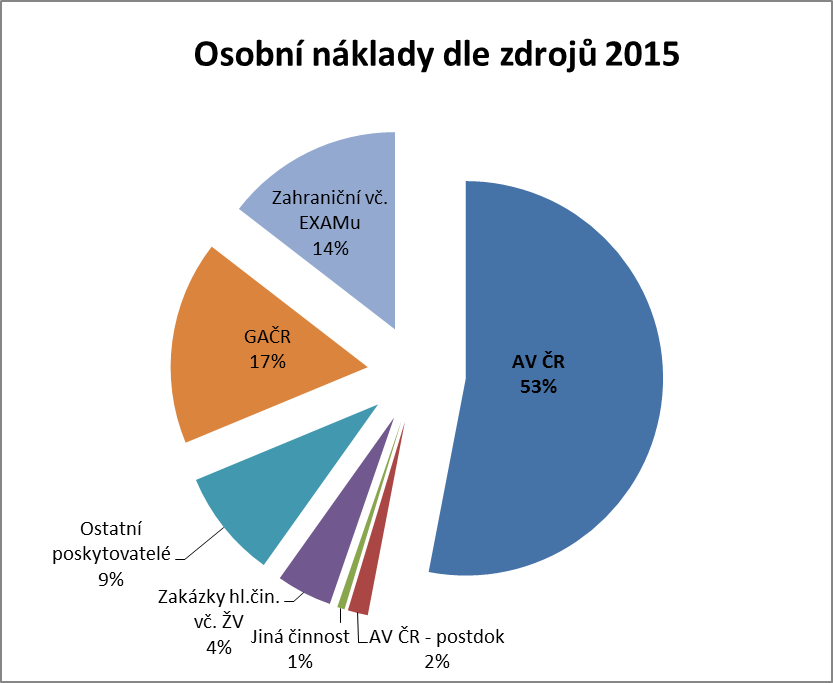 Osobní náklady dle zdrojů 2015
Zahraniční vč.
EXAMu
14%
GAČR
17%
AV ČR
53%
Ostatní
poskytovatelé
9%
Zakázky hl.čin.
vč. ŽV
4%
Jiná činnost
1%
AV ČR - postdok
2%